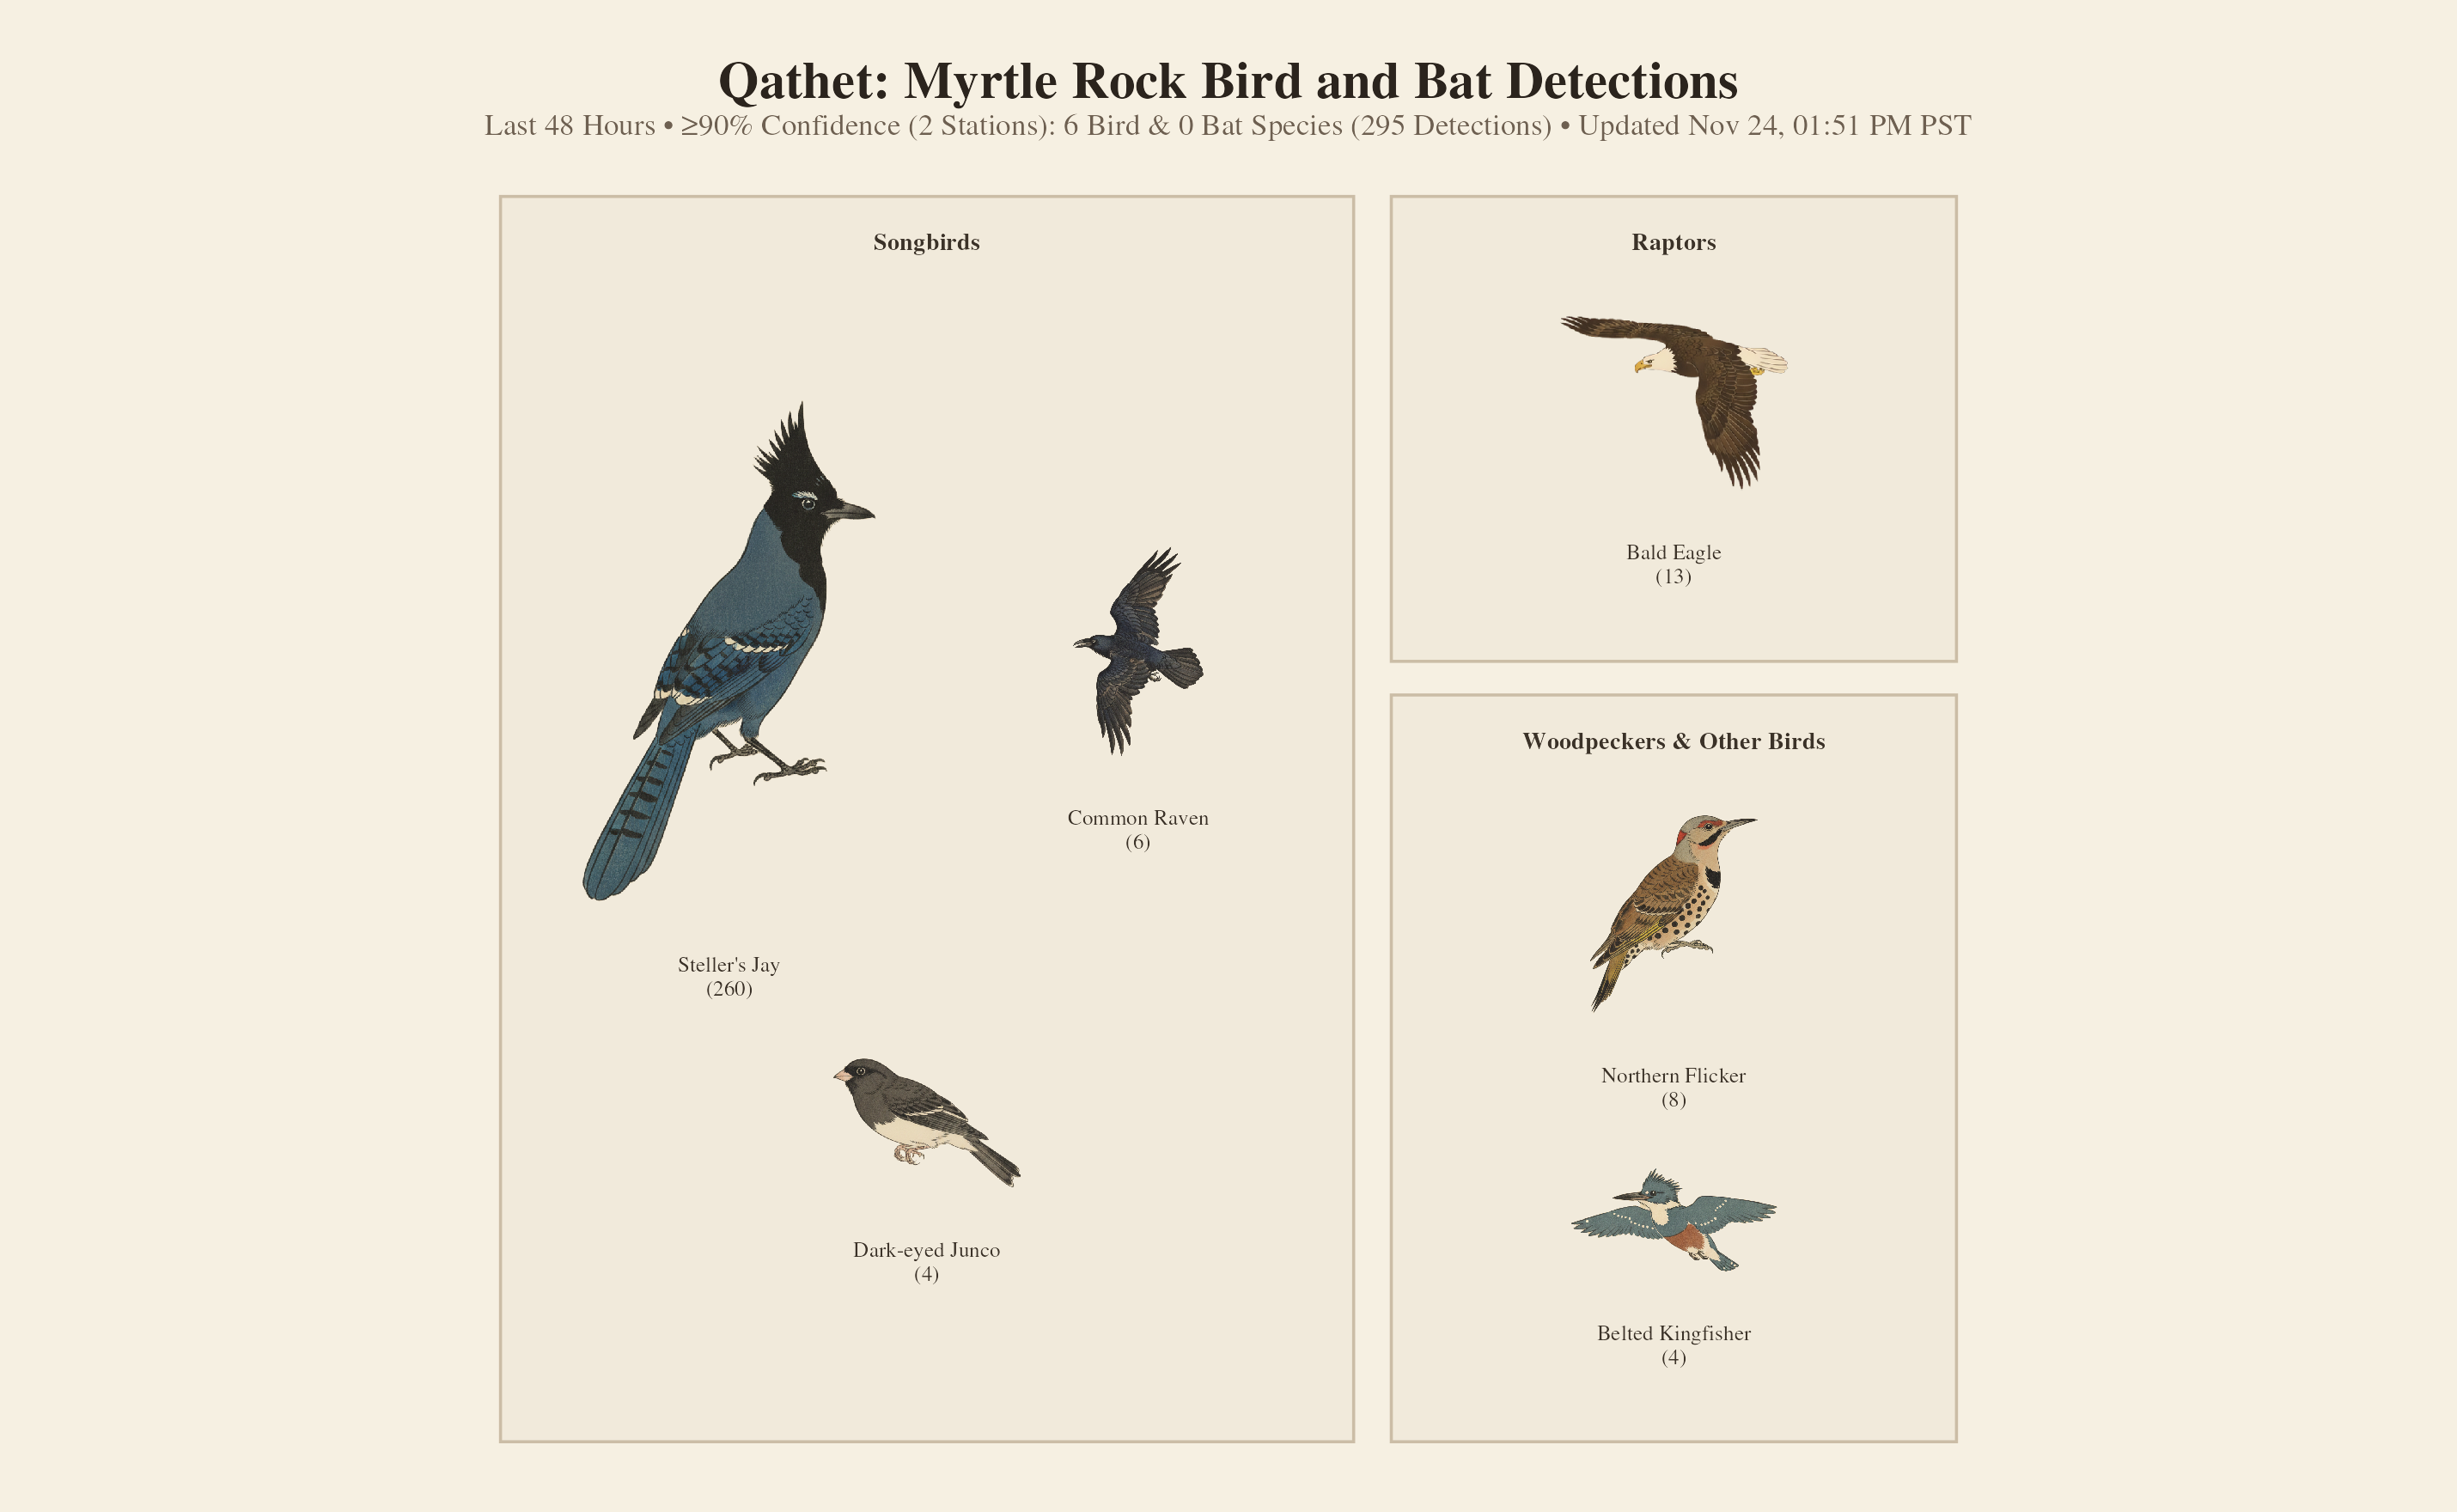 Qathet: Myrtle Rock Bird and Bat Detections
Last 48 Hours • ≥90% Confidence (2 Stations): 6 Bird & 0 Bat Species (295 Detections) • Updated Nov 24, 01:51 PM PST
Songbirds
Steller's Jay
(260)
Common Raven
(6)
Dark-eyed Junco
(4)
Raptors
Bald Eagle
(13)
Woodpeckers & Other Birds
Northern Flicker
(8)
Belted Kingfisher
(4)